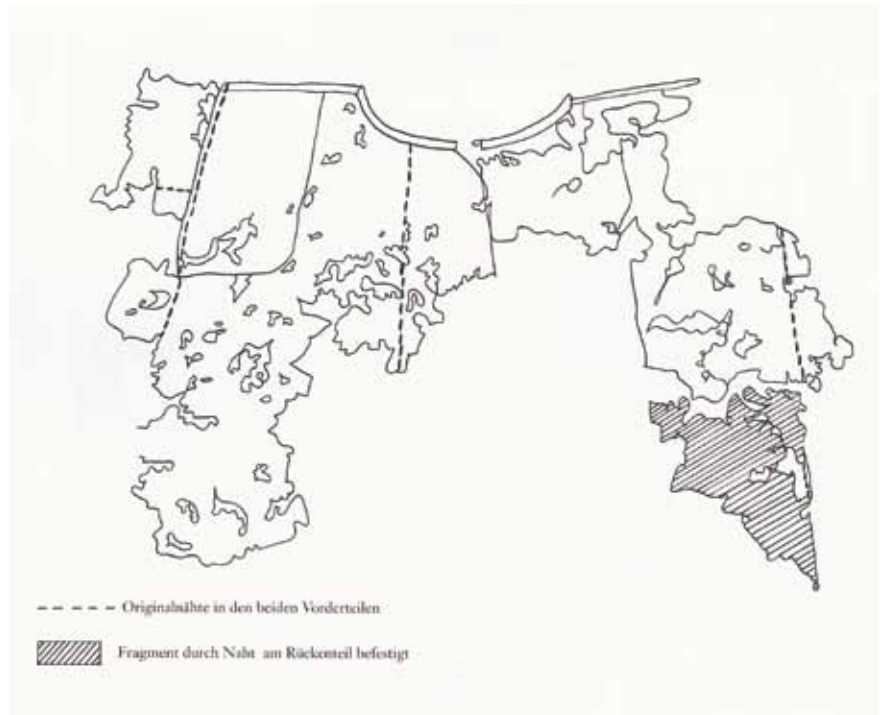 Originalnähte in den beiden Vorderteilen
Fragment durch Naht am Rückenteil befestigt